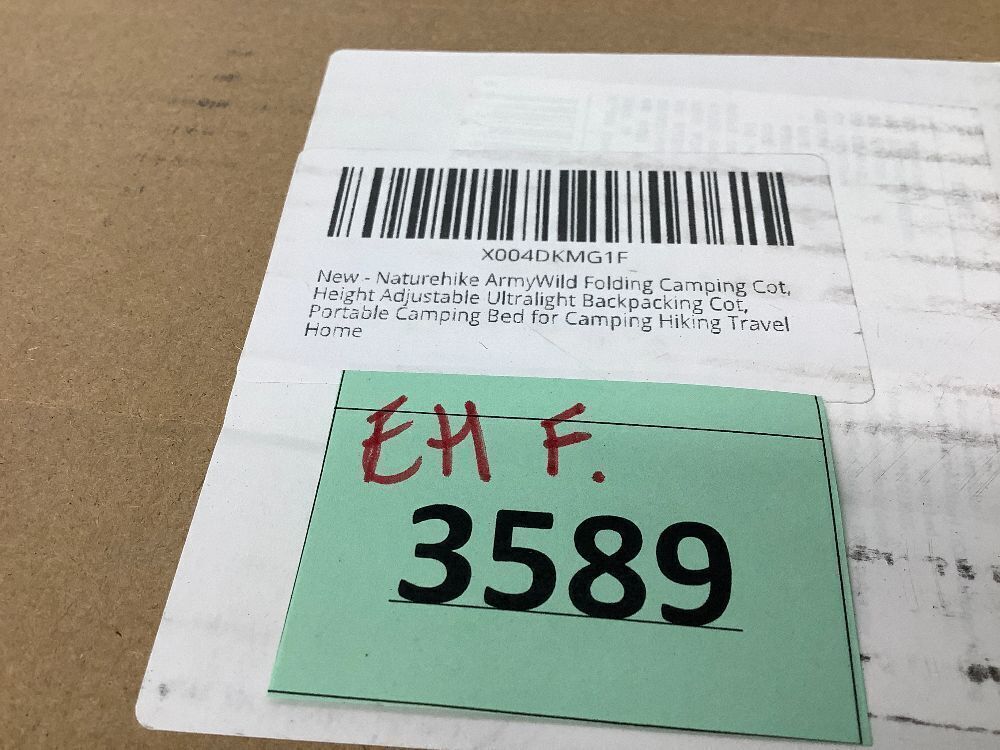 X004DKMG1F
New - Naturehike ArmyWild Folding Camping Cot,
Height Adjustable Ultralight Backpacking Cot,
Portable Camping Bed for Camping Hiking Travel
Home
EH F.
3589